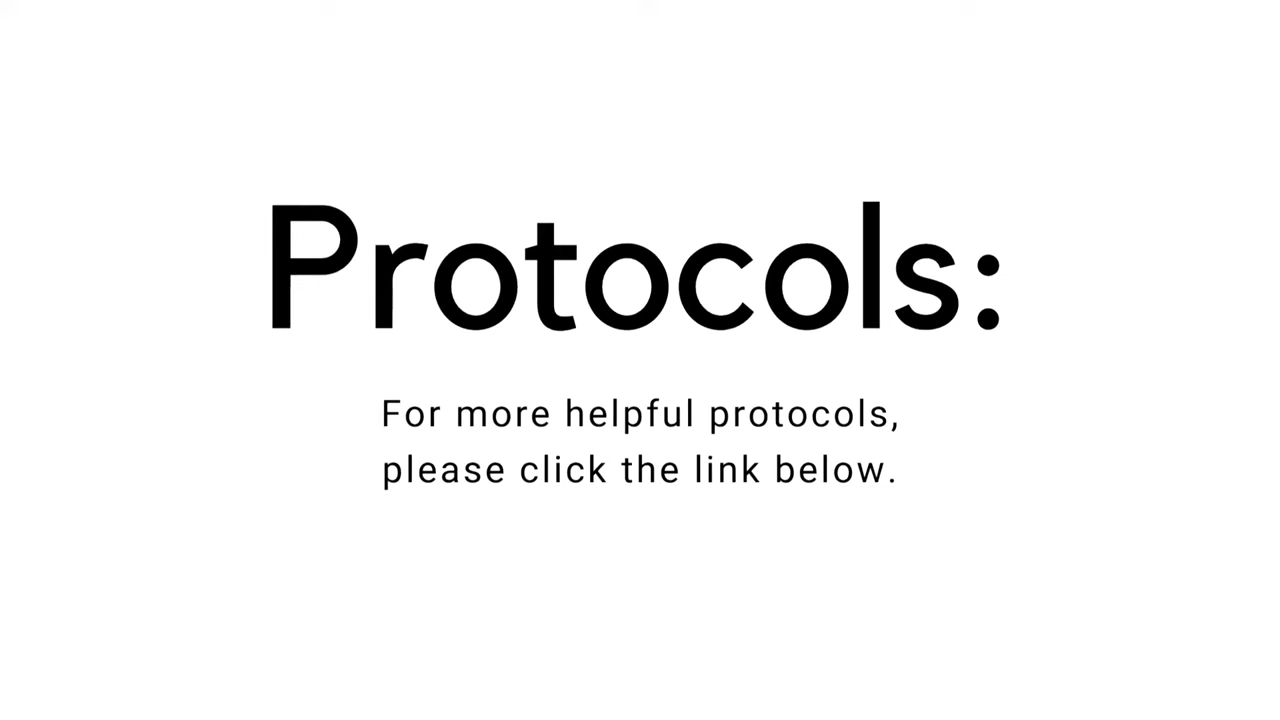 Protocols:
For more helpful protocols,
please click the link below.